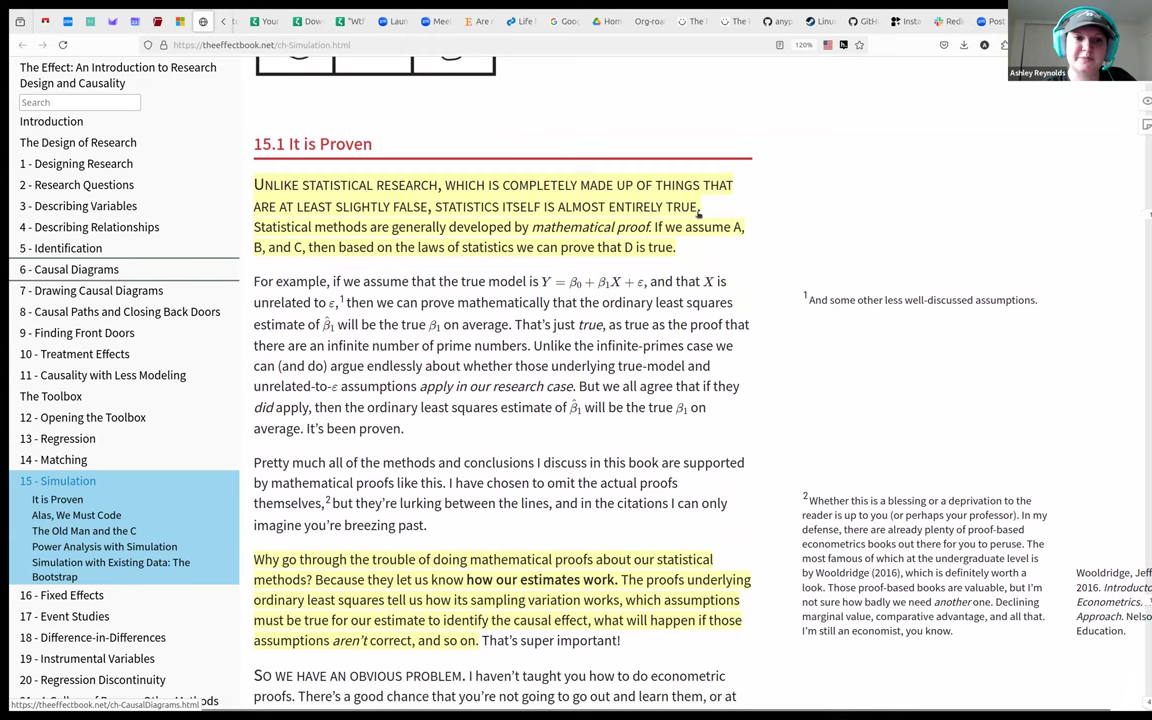 Your
Dow
"Wtf
Laun
Meet
Are r
Life
Goo
Hom
Org-roa
The
The
anyp
Linu
GitH
Insta
Redi
Post
https://theeffectbook.net/ch-Simulation.html
120%
Ashley Reynolds
The Effect: An Introduction to Research
Design and Causality
Search
Introduction
The Design of Research
1 - Designing Research
2 - Research Questions
3 - Describing Variables
4 - Describing Relationships
5 - Identification
6 - Causal Diagrams
7 - Drawing Causal Diagrams
8 - Causal Paths and Closing Back Doors
9 - Finding Front Doors
10 - Treatment Effects
11 - Causality with Less Modeling
The Toolbox
12 - Opening the Toolbox
13 - Regression
14 - Matching
15 - Simulation
It is Proven
Alas, We Must Code
The Old Man and the C
Power Analysis with Simulation
Simulation with Existing Data: The
Bootstrap
16 - Fixed Effects
17 - Event Studies
18 - Difference-in-Differences
19 - Instrumental Variables
20 - Regression Discontinuity
https://theeffectbook.net/ch-CausalDiagrams.html
15.1 It is Proven
UNLIKE STATISTICAL RESEARCH, WHICH IS COMPLETELY MADE UP OF THINGS THAT
ARE AT LEAST SLIGHTLY FALSE, STATISTICS ITSELF IS ALMOST ENTIRELY TRUE.
Statistical methods are generally developed by mathematical proof. If we assume A,
B, and C, then based on the laws of statistics we can prove that D is true.
For example, if we assume that the true model is Y = β₀ + β₁X + ε, and that X is
unrelated to ε,¹ then we can prove mathematically that the ordinary least squares
estimate of β̂₁ will be the true β₁ on average. That's just true, as true as the proof that
there are an infinite number of prime numbers. Unlike the infinite-primes case we
can (and do) argue endlessly about whether those underlying true-model and
unrelated-to-ε assumptions apply in our research case. But we all agree that if they
did apply, then the ordinary least squares estimate of β̂₁ will be the true β₁ on
average. It's been proven.
Pretty much all of the methods and conclusions I discuss in this book are supported
by mathematical proofs like this. I have chosen to omit the actual proofs
themselves,² but they're lurking between the lines, and in the citations I can only
imagine you're breezing past.
Why go through the trouble of doing mathematical proofs about our statistical
methods? Because they let us know how our estimates work. The proofs underlying
ordinary least squares tell us how its sampling variation works, which assumptions
must be true for our estimate to identify the causal effect, what will happen if those
assumptions aren't correct, and so on. That's super important!
SO WE HAVE AN OBVIOUS PROBLEM. I haven't taught you how to do econometric
proofs. There's a good chance that you're not going to go out and learn them, or at
¹ And some other less well-discussed assumptions.
² Whether this is a blessing or a deprivation to the
reader is up to you (or perhaps your professor). In my
defense, there are already plenty of proof-based
econometrics books out there for you to peruse. The
most famous of which at the undergraduate level is
by Wooldridge (2016), which is definitely worth a
look. Those proof-based books are valuable, but I'm
not sure how badly we need another one. Declining
marginal value, comparative advantage, and all that.
I'm still an economist, you know.
Wooldridge, Jeff
2016. Introducto
Econometrics.
Approach. Nelso
Education.